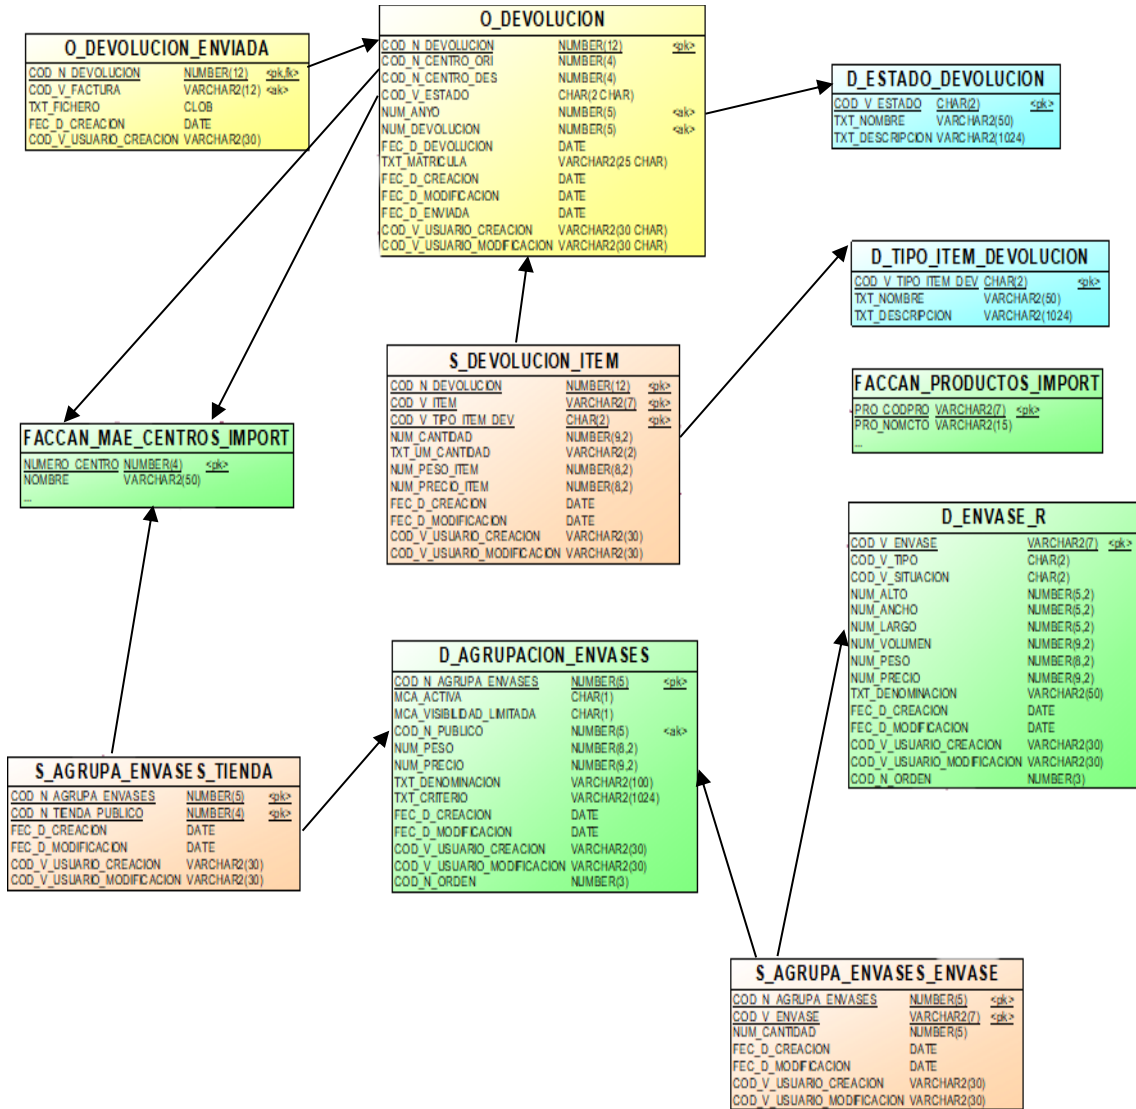 O_DEVOLUCION_ENVIADA
COD_N_DEVOLUCION NUMBER(12) <pk,fk>
COD_V_FACTURA VARCHAR2(12) <ak>
TXT_FICHERO CLOB
FEC_D_CREACION DATE
COD_V_USUARIO_CREACION VARCHAR2(30)
O_DEVOLUCION
COD_N_DEVOLUCION NUMBER(12) <pk>
COD_N_CENTRO_ORI NUMBER(4)
COD_N_CENTRO_DES NUMBER(4)
COD_V_ESTADO CHAR(2 CHAR)
NUM_ANYO NUMBER(5) <ak>
NUM_DEVOLUCION NUMBER(5) <ak>
FEC_D_DEVOLUCION DATE
TXT_MATRICULA VARCHAR2(25 CHAR)
FEC_D_CREACION DATE
FEC_D_MODIFICACION DATE
FEC_D_ENVIADA DATE
COD_V_USUARIO_CREACION VARCHAR2(30 CHAR)
COD_V_USUARIO_MODIFICACION VARCHAR2(30 CHAR)
D_ESTADO_DEVOLUCION
COD_V_ESTADO CHAR(2) <pk>
TXT_NOMBRE VARCHAR2(50)
TXT_DESCRIPCION VARCHAR2(1024)
D_TIPO_ITEM_DEVOLUCION
COD_V_TIPO_ITEM_DEV CHAR(2) <pk>
TXT_NOMBRE VARCHAR2(50)
TXT_DESCRIPCION VARCHAR2(1024)
S_DEVOLUCION_ITEM
COD_N_DEVOLUCION NUMBER(12) <pk>
COD_V_ITEM VARCHAR2(7) <pk>
COD_V_TIPO_ITEM_DEV CHAR(2) <pk>
NUM_CANTIDAD NUMBER(9,2)
TXT_UM_CANTIDAD VARCHAR2(2)
NUM_PESO_ITEM NUMBER(8,2)
NUM_PRECIO_ITEM NUMBER(8,2)
FEC_D_CREACION DATE
FEC_D_MODIFICACION DATE
COD_V_USUARIO_CREACION VARCHAR2(30)
COD_V_USUARIO_MODIFICACION VARCHAR2(30)
FACCAN_PRODUCTOS_IMPORT
PRO_CODPRO VARCHAR2(7) <pk>
PRO_NOMCTO VARCHAR2(15)
...
FACCAN_MAE_CENTROS_IMPORT
NUMERO_CENTRO NUMBER(4) <pk>
NOMBRE VARCHAR2(50)
...
D_ENVASE_R
COD_V_ENVASE VARCHAR2(7) <pk>
COD_V_TIPO CHAR(2)
COD_V_SITUACION CHAR(2)
NUM_ALTO NUMBER(5,2)
NUM_ANCHO NUMBER(5,2)
NUM_LARGO NUMBER(5,2)
NUM_VOLUMEN NUMBER(9,2)
NUM_PESO NUMBER(8,2)
NUM_PRECIO NUMBER(9,2)
TXT_DENOMINACION VARCHAR2(50)
FEC_D_CREACION DATE
FEC_D_MODIFICACION DATE
COD_V_USUARIO_CREACION VARCHAR2(30)
COD_V_USUARIO_MODIFICACION VARCHAR2(30)
COD_N_ORDEN NUMBER(3)
D_AGRUPACION_ENVASES
COD_N_AGRUPA_ENVASES NUMBER(5) <pk>
MCA_ACTIVA CHAR(1)
MCA_VISIBILIDAD_LIMITADA CHAR(1)
COD_N_PUBLICO NUMBER(5) <ak>
NUM_PESO NUMBER(8,2)
NUM_PRECIO NUMBER(9,2)
TXT_DENOMINACION VARCHAR2(100)
TXT_CRITERIO VARCHAR2(1024)
FEC_D_CREACION DATE
FEC_D_MODIFICACION DATE
COD_V_USUARIO_CREACION VARCHAR2(30)
COD_V_USUARIO_MODIFICACION VARCHAR2(30)
COD_N_ORDEN NUMBER(3)
S_AGRUPA_ENVASES_TIENDA
COD_N_AGRUPA_ENVASES NUMBER(5) <pk>
COD_N_TIENDA_PUBLICO NUMBER(4) <pk>
FEC_D_CREACION DATE
FEC_D_MODIFICACION DATE
COD_V_USUARIO_CREACION VARCHAR2(30)
COD_V_USUARIO_MODIFICACION VARCHAR2(30)
S_AGRUPA_ENVASES_ENVASE
COD_N_AGRUPA_ENVASES NUMBER(5) <pk>
COD_V_ENVASE VARCHAR2(7) <pk>
NUM_CANTIDAD NUMBER(5)
FEC_D_CREACION DATE
FEC_D_MODIFICACION DATE
COD_V_USUARIO_CREACION VARCHAR2(30)
COD_V_USUARIO_MODIFICACION VARCHAR2(30)